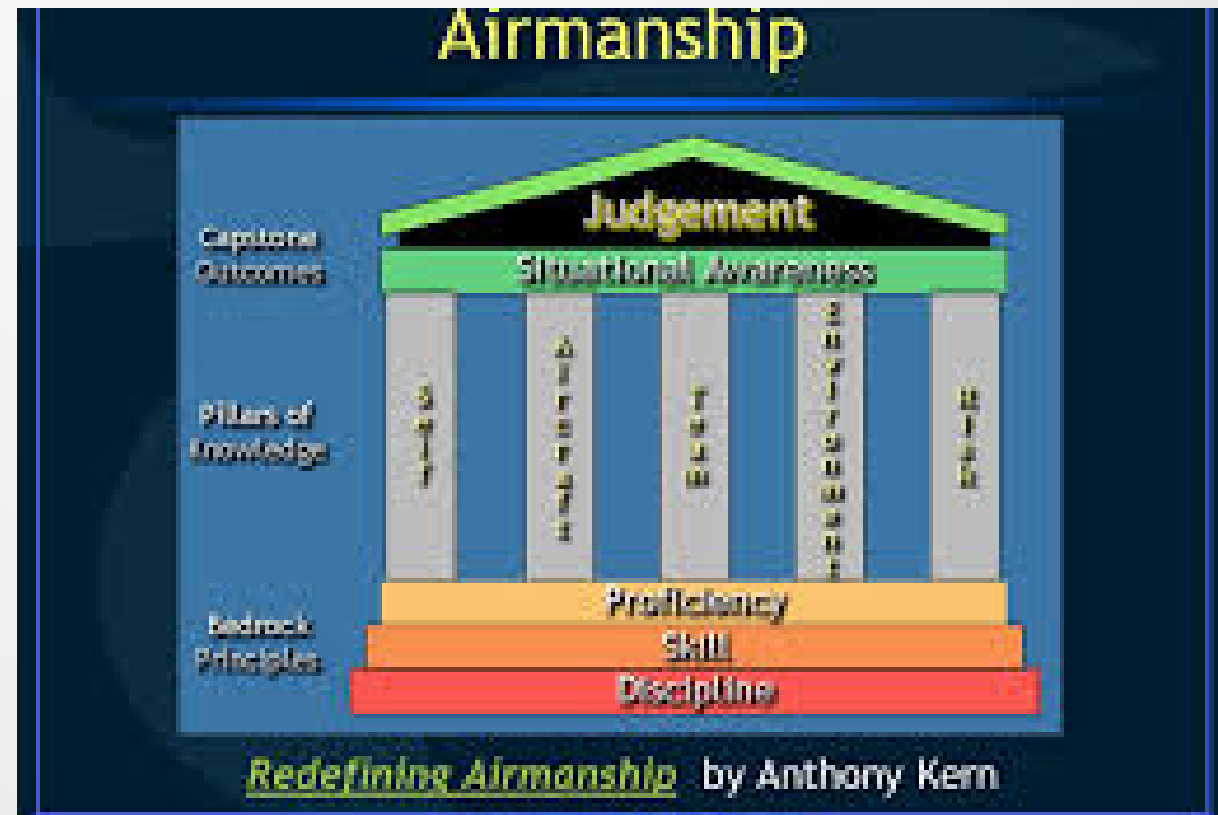 Airmanship
Judgement
Capstone
Outcomes
Situational Awareness
Aircraft
Team
Environment
Risk
Pillars of
Knowledge
Proficiency
Bedrock
Principles
Skill
Discipline
Redefining Airmanship by Anthony Kern